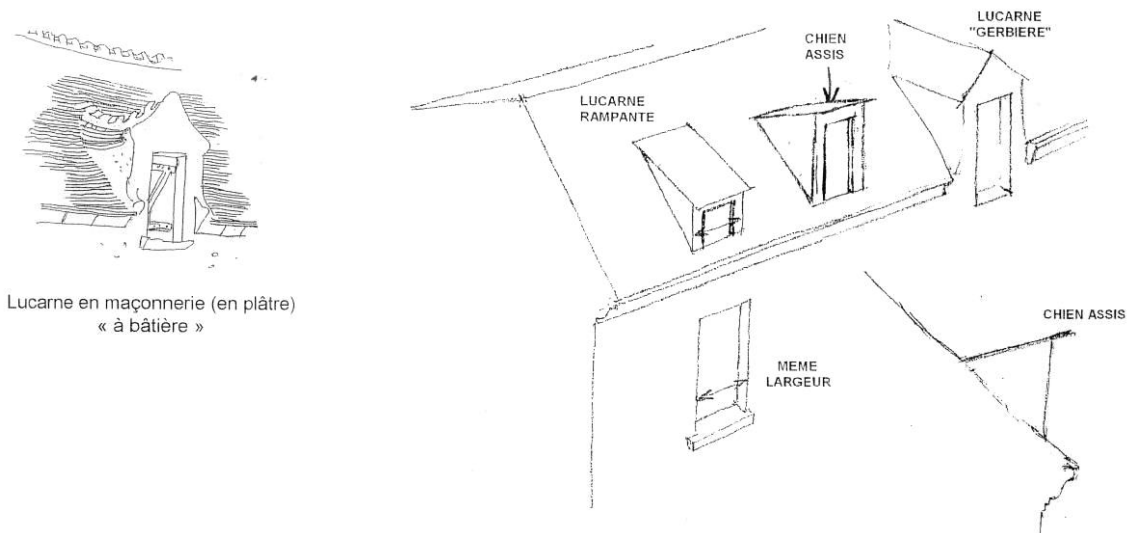 LUCARNE
"GERBIERE"
CHIEN
ASSIS
LUCARNE
RAMPANTE
Lucarne en maçonnerie (en plâtre)
« à bâtière »
CHIEN ASSIS
MEME
LARGEUR